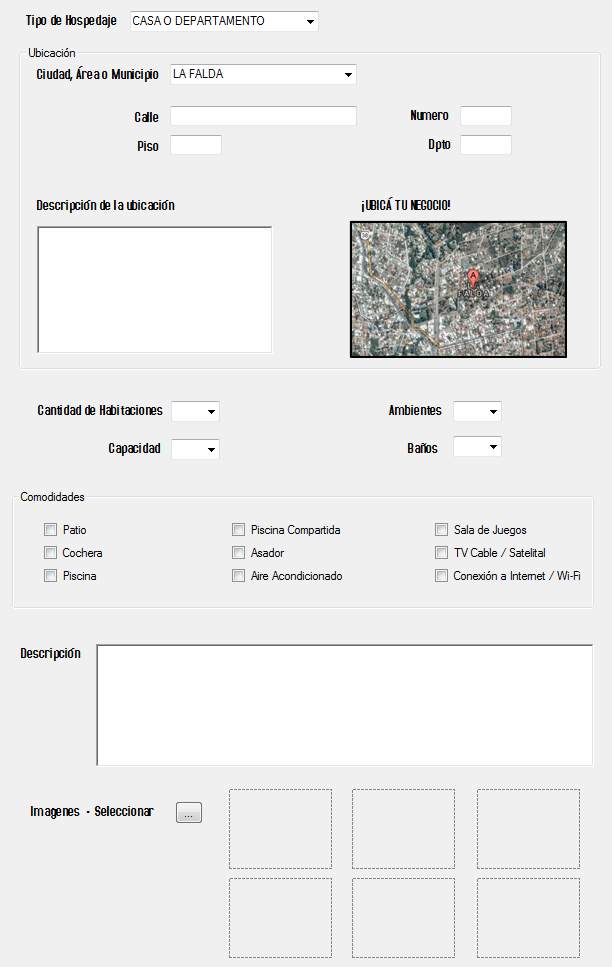 Tipo de Hospedaje CASA O DEPARTAMENTO
Ubicación
Ciudad, Área o Municipio LA FALDA
Calle Numero
Piso Dpto
Descripción de la ubicación ¡UBICÁ TU NEGOCIO!
A
LA
FALDA
Cantidad de Habitaciones Ambientes
Capacidad Baños
Comodidades
Patio Piscina Compartida Sala de Juegos
Cochera Asador TV Cable / Satelital
Piscina Aire Acondicionado Conexión a Internet / Wi-Fi
Descripción
Imagenes - Seleccionar ...